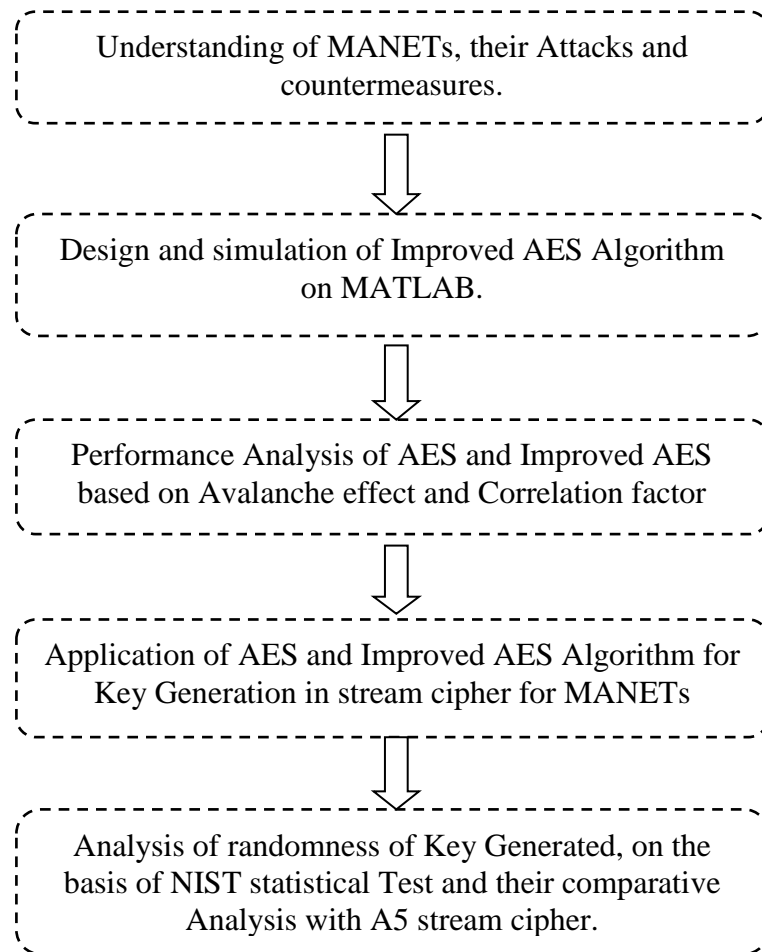 Understanding of MANETs, their Attacks and
countermeasures.
Design and simulation of Improved AES Algorithm
on MATLAB.
Performance Analysis of AES and Improved AES
based on Avalanche effect and Correlation factor
Application of AES and Improved AES Algorithm for
Key Generation in stream cipher for MANETs
Analysis of randomness of Key Generated, on the
basis of NIST statistical Test and their comparative
Analysis with A5 stream cipher.